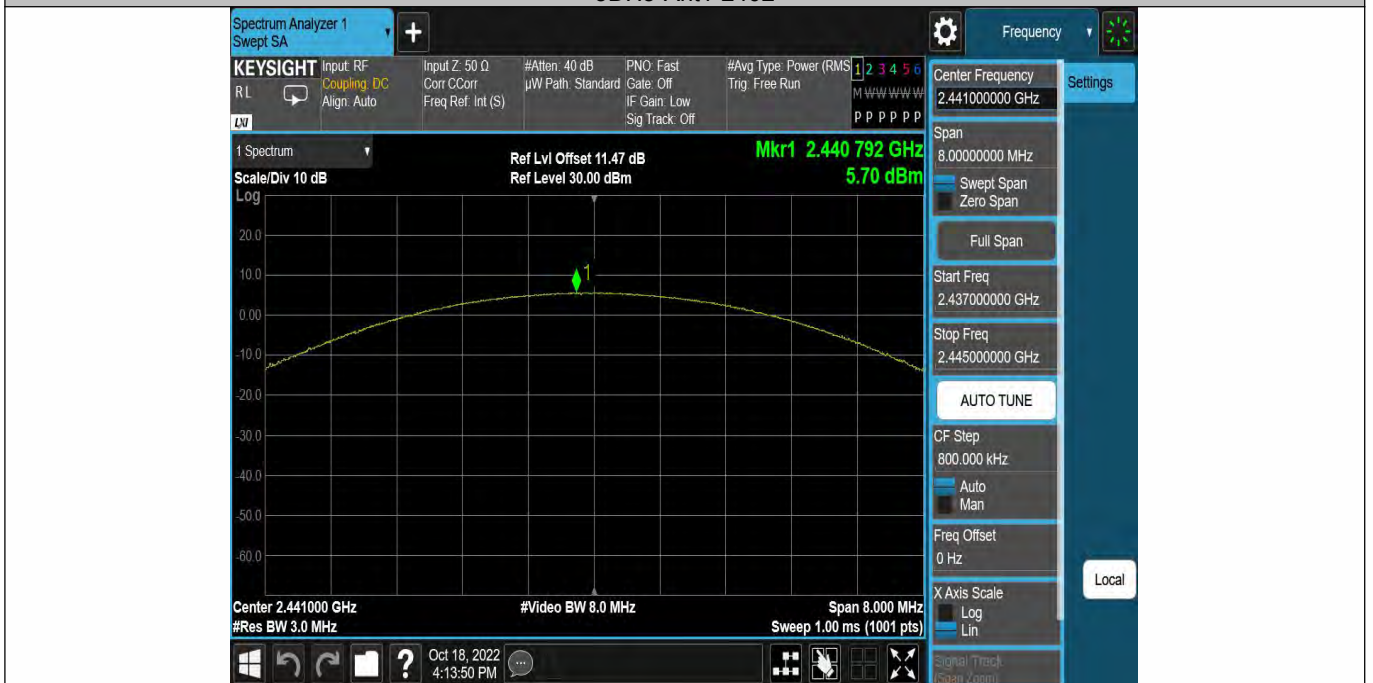 Spectrum Analyzer 1
Swept SA
+
Frequency
KEYSIGHT
RL
LXI
Input: RF
Coupling: DC
Align: Auto
Input Z: 50 Ω
Corr CCorr
Freq Ref: Int (S)
#Atten: 40 dB
µW Path: Standard
PNO: Fast
Gate: Off
IF Gain: Low
Sig Track: Off
#Avg Type: Power (RMS
Trig: Free Run
1 2 3 4 5 6
M W W W W W
P P P P P P
1 Spectrum
Scale/Div 10 dB
Log
Ref Lvl Offset 11.47 dB
Ref Level 30.00 dBm
Mkr1 2.440 792 GHz
5.70 dBm
20.0
10.0
0.00
-10.0
-20.0
-30.0
-40.0
-50.0
-60.0
1
Center 2.441000 GHz
#Res BW 3.0 MHz
#Video BW 8.0 MHz
Span 8.000 MHz
Sweep 1.00 ms (1001 pts)
?
Oct 18, 2022
4:13:50 PM
Center Frequency
2.441000000 GHz
Settings
Span
8.00000000 MHz
Swept Span
Zero Span
Full Span
Start Freq
2.437000000 GHz
Stop Freq
2.445000000 GHz
AUTO TUNE
CF Step
800.000 kHz
Auto
Man
Freq Offset
0 Hz
X Axis Scale
Log
Lin
Local
Signal Track
(Span Zoom)